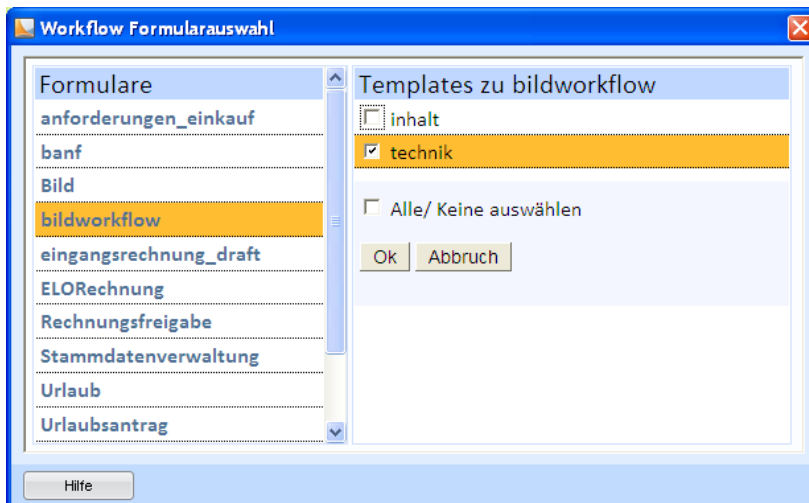 Workflow Formularauswahl
Formulare
anforderungen_einkauf
banf
Bild
bildworkflow
eingangsrechnung_draft
ELORechnung
Rechnungsfreigabe
Stammdatenverwaltung
Urlaub
Urlaubsantrag
Templates zu bildworkflow
inhalt
technik
Alle/ Keine auswählen
Ok Abbruch
Hilfe